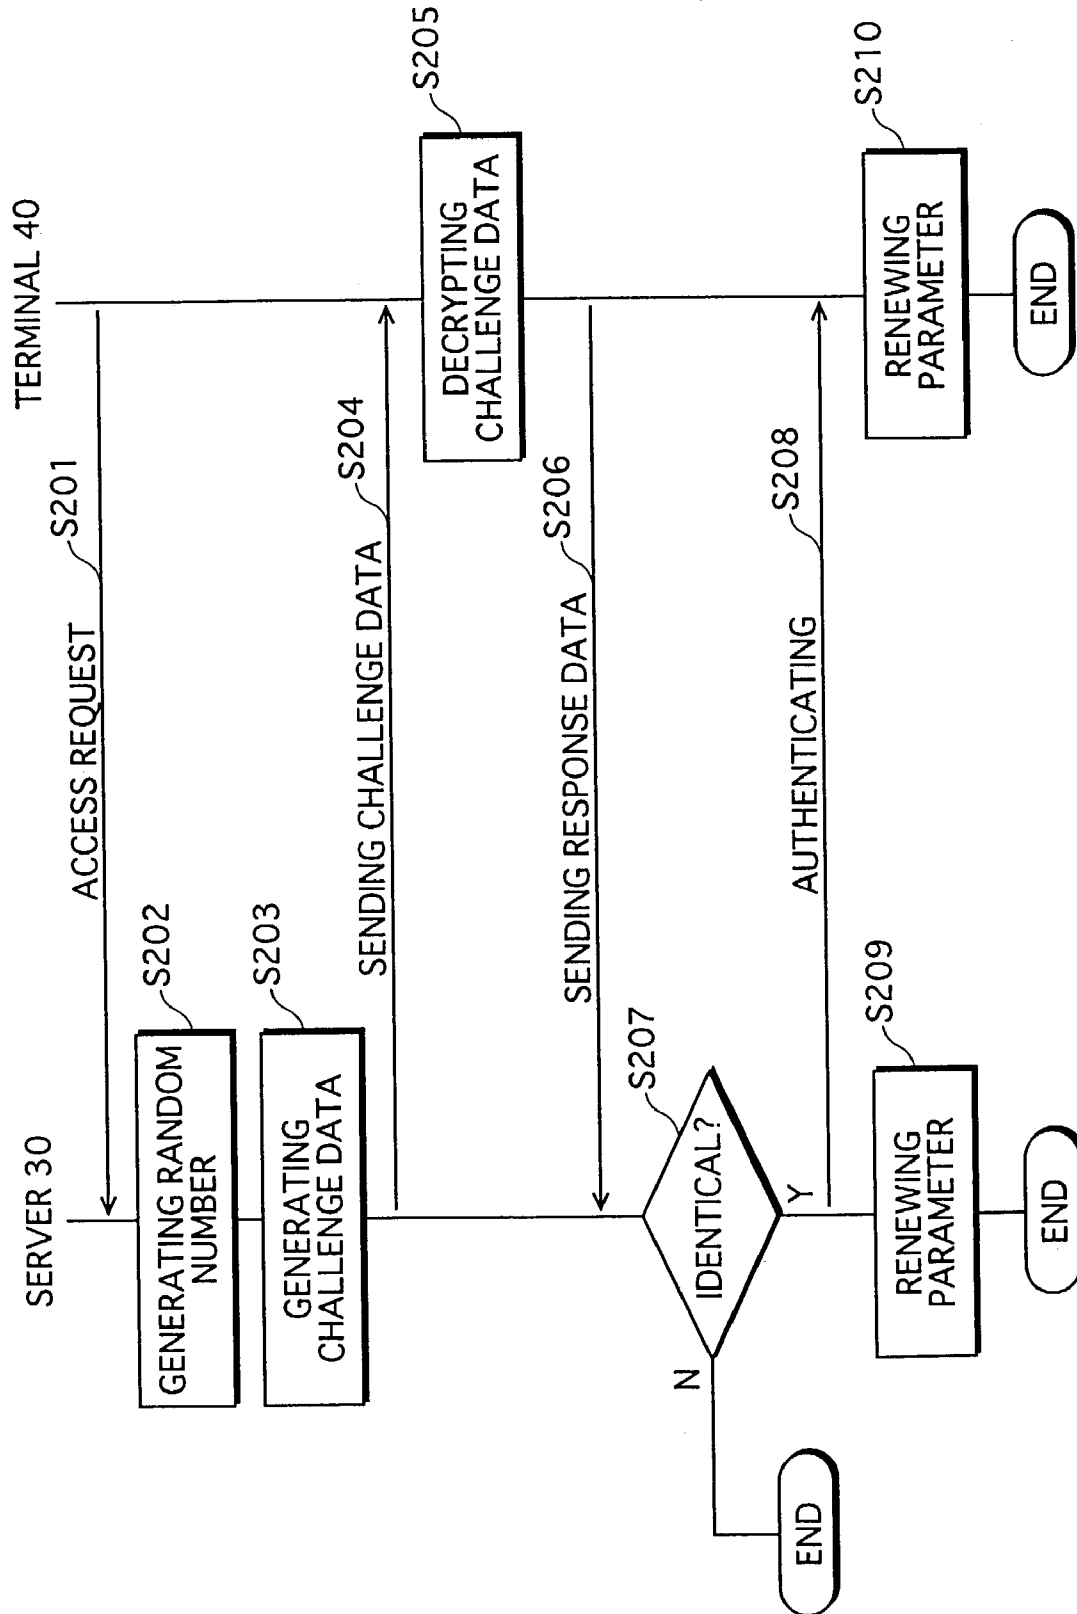 SERVER 30
TERMINAL 40
ACCESS REQUEST
S201
GENERATING RANDOM
NUMBER
S202
GENERATING
CHALLENGE DATA
S203
SENDING CHALLENGE DATA
S204
DECRYPTING
CHALLENGE DATA
S205
SENDING RESPONSE DATA
S206
IDENTICAL?
S207
N
Y
END
AUTHENTICATING
S208
RENEWING
PARAMETER
S209
RENEWING
PARAMETER
S210
END
END